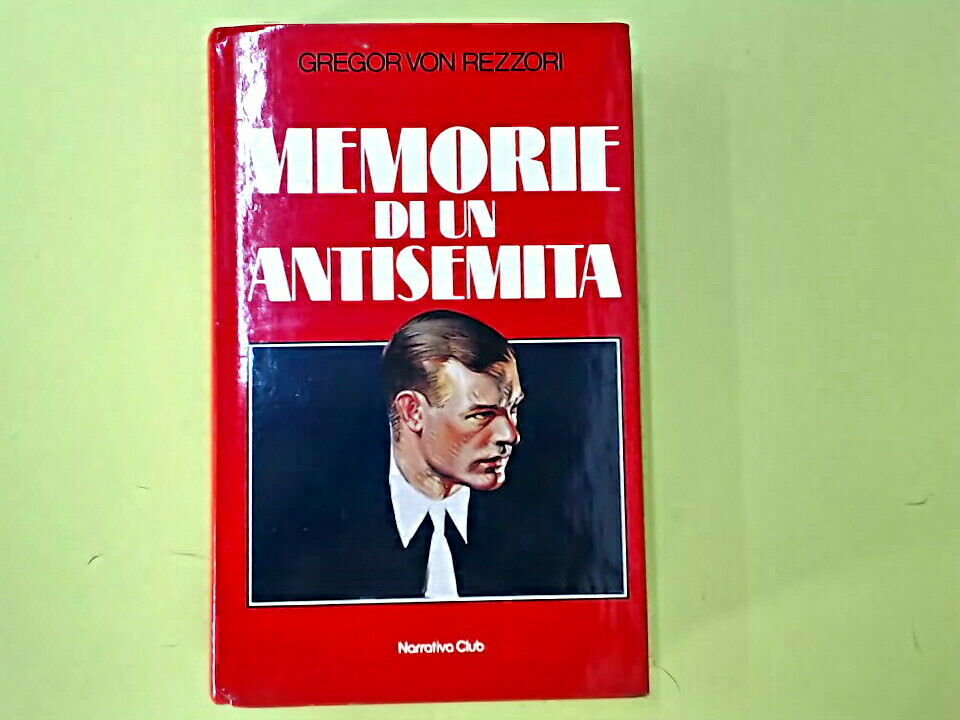 GREGOR VON REZZORI
MEMORIE
DI UN
ANTISEMITA
Narrativa Club